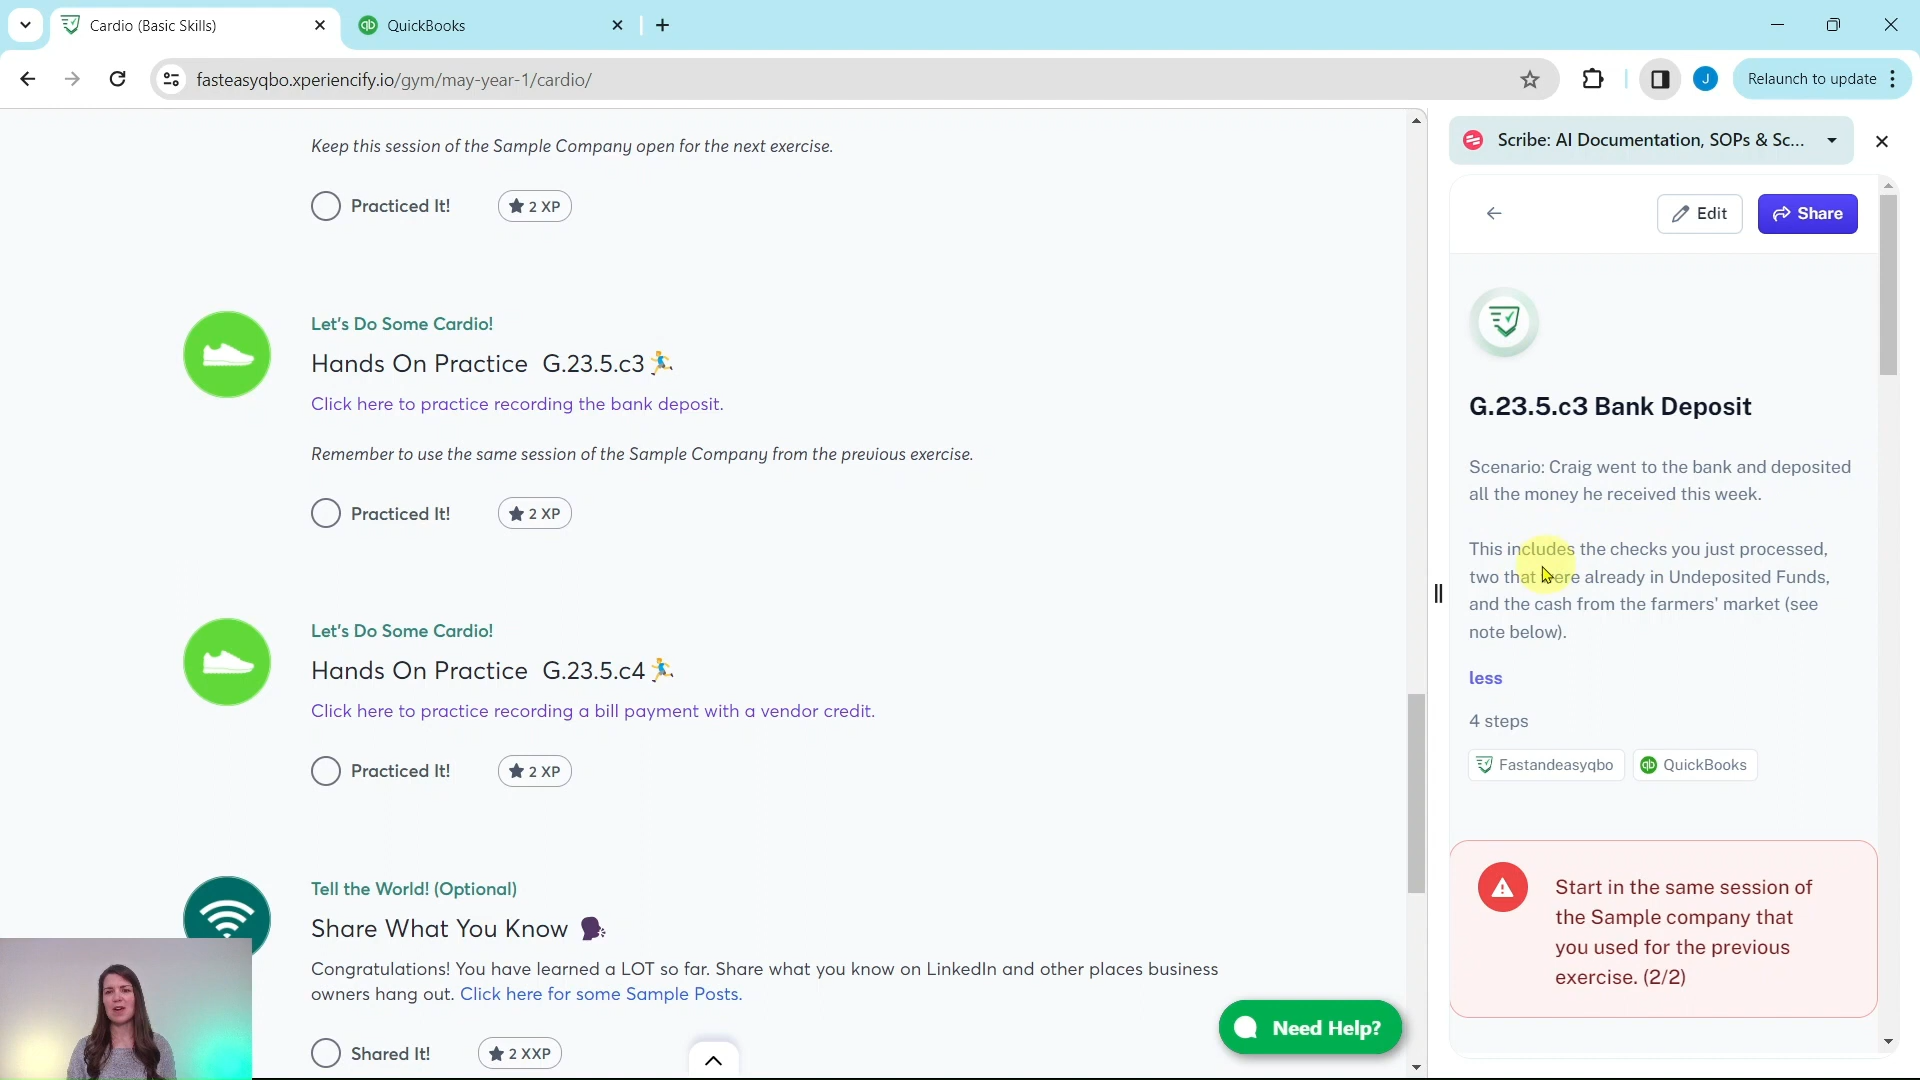 Cardio (Basic Skills)
QuickBooks
fasteasyqbo.xperiencify.io/gym/may-year-1/cardio/
J
Relaunch to update
Keep this session of the Sample Company open for the next exercise.
Practiced It!
2 XP
Let's Do Some Cardio!
Hands On Practice G.23.5.c3
Click here to practice recording the bank deposit.
Remember to use the same session of the Sample Company from the previous exercise.
Practiced It!
2 XP
Let's Do Some Cardio!
Hands On Practice G.23.5.c4
Click here to practice recording a bill payment with a vendor credit.
Practiced It!
2 XP
Tell the World! (Optional)
Share What You Know
Congratulations! You have learned a LOT so far. Share what you know on LinkedIn and other places business
owners hang out. Click here for some Sample Posts.
Shared It!
2 XXP
Need Help?
Scribe: AI Documentation, SOPs & Sc...
Edit
Share
G.23.5.c3 Bank Deposit
Scenario: Craig went to the bank and deposited
all the money he received this week.
This includes the checks you just processed,
two that were already in Undeposited Funds,
and the cash from the farmers' market (see
note below).
less
4 steps
Fastandeasyqbo
qb QuickBooks
Start in the same session of
the Sample company that
you used for the previous
exercise. (2/2)